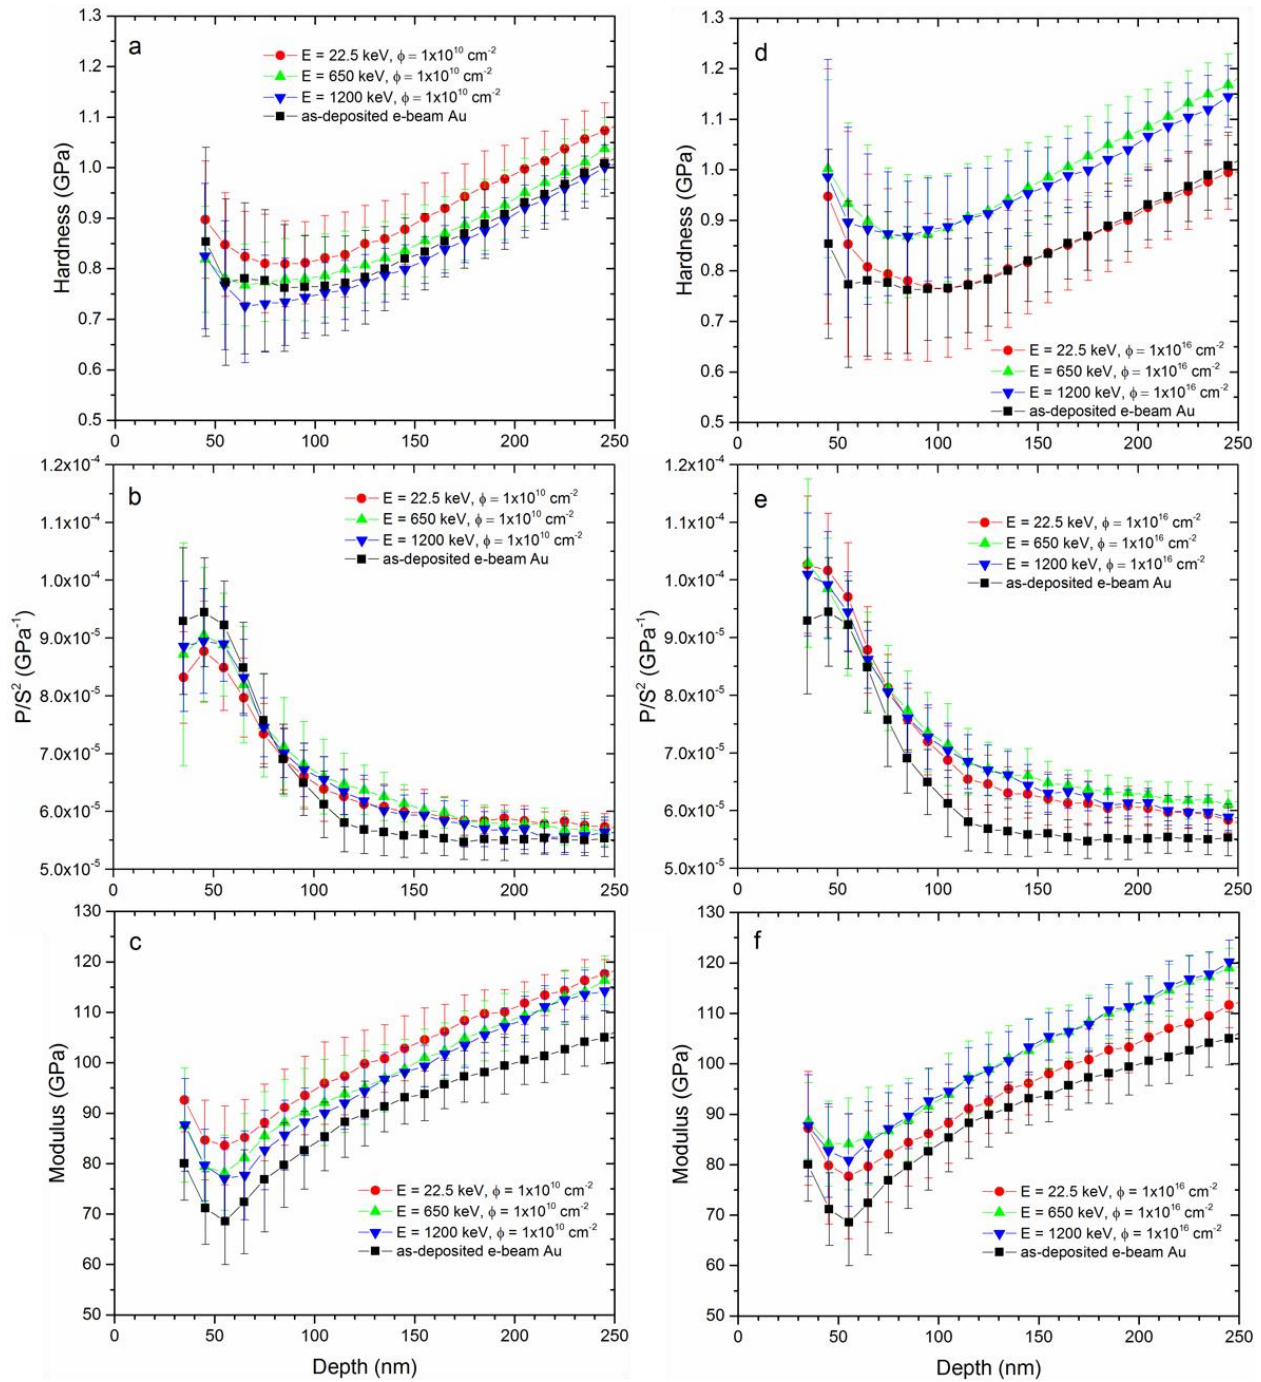 a
E = 22.5 keV, ϕ = 1x10¹⁰ cm⁻²
E = 650 keV, ϕ = 1x10¹⁰ cm⁻²
E = 1200 keV, ϕ = 1x10¹⁰ cm⁻²
as-deposited e-beam Au
Hardness (GPa)
1.3
1.2
1.1
1.0
0.9
0.8
0.7
0.6
0.5
0 50 100 150 200 250
d
E = 22.5 keV, ϕ = 1x10¹⁶ cm⁻²
E = 650 keV, ϕ = 1x10¹⁶ cm⁻²
E = 1200 keV, ϕ = 1x10¹⁶ cm⁻²
as-deposited e-beam Au
Hardness (GPa)
1.3
1.2
1.1
1.0
0.9
0.8
0.7
0.6
0.5
0 50 100 150 200 250
b
E = 22.5 keV, ϕ = 1x10¹⁰ cm⁻²
E = 650 keV, ϕ = 1x10¹⁰ cm⁻²
E = 1200 keV, ϕ = 1x10¹⁰ cm⁻²
as-deposited e-beam Au
P/S² (GPa⁻¹)
1.2x10⁻⁴
1.1x10⁻⁴
1.0x10⁻⁴
9.0x10⁻⁵
8.0x10⁻⁵
7.0x10⁻⁵
6.0x10⁻⁵
5.0x10⁻⁵
0 50 100 150 200 250
e
E = 22.5 keV, ϕ = 1x10¹⁶ cm⁻²
E = 650 keV, ϕ = 1x10¹⁶ cm⁻²
E = 1200 keV, ϕ = 1x10¹⁶ cm⁻²
as-deposited e-beam Au
P/S² (GPa⁻¹)
1.2x10⁻⁴
1.1x10⁻⁴
1.0x10⁻⁴
9.0x10⁻⁵
8.0x10⁻⁵
7.0x10⁻⁵
6.0x10⁻⁵
5.0x10⁻⁵
0 50 100 150 200 250
c
E = 22.5 keV, ϕ = 1x10¹⁰ cm⁻²
E = 650 keV, ϕ = 1x10¹⁰ cm⁻²
E = 1200 keV, ϕ = 1x10¹⁰ cm⁻²
as-deposited e-beam Au
Modulus (GPa)
130
120
110
100
90
80
70
60
50
0 50 100 150 200 250
Depth (nm)
f
E = 22.5 keV, ϕ = 1x10¹⁶ cm⁻²
E = 650 keV, ϕ = 1x10¹⁶ cm⁻²
E = 1200 keV, ϕ = 1x10¹⁶ cm⁻²
as-deposited e-beam Au
Modulus (GPa)
130
120
110
100
90
80
70
60
50
0 50 100 150 200 250
Depth (nm)